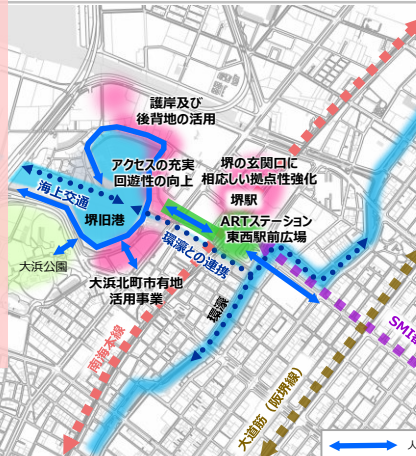 護岸及び
後背地の活用
アクセスの充実
回遊性の向上
堺の玄関口に
相応しい拠点性強化
堺駅
ARTステーション
東西駅前広場
海上交通
堺旧港
環濠との連携
大浜公園
大浜北町市有地
活用事業
環濠
南海本線
SMI
大道筋（阪堺線）
人